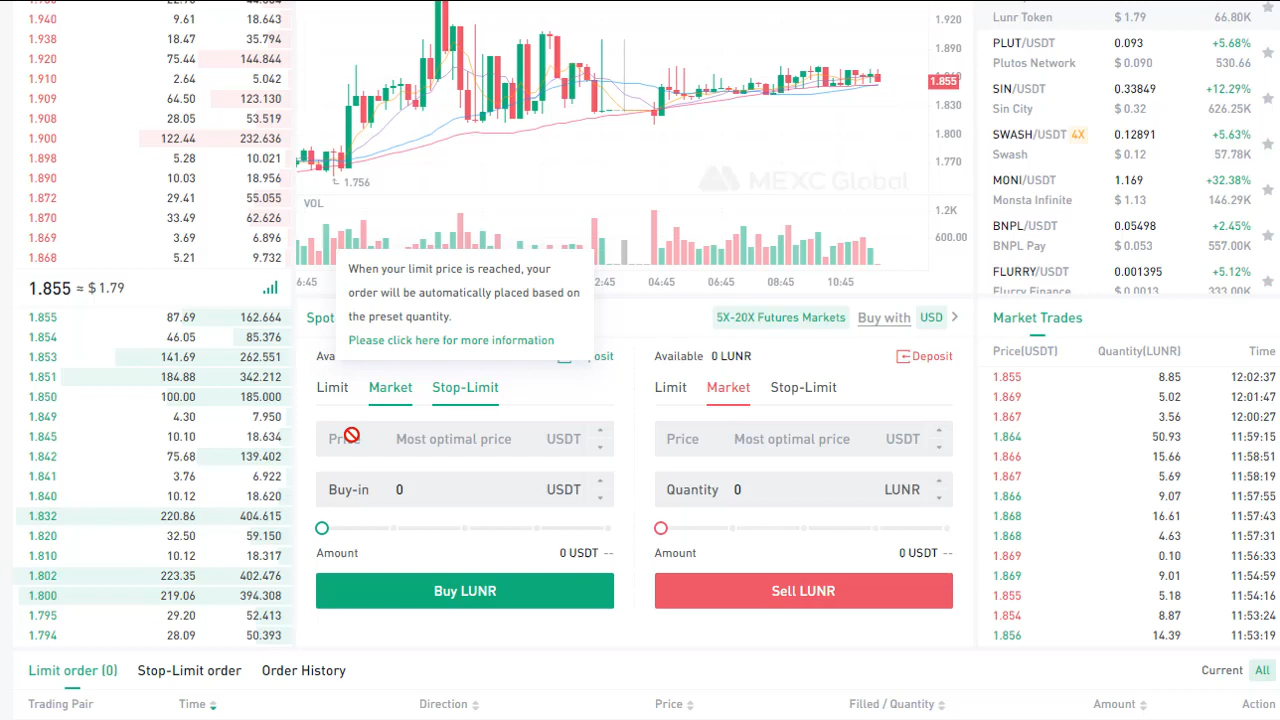 1.940 9.61 18.643
1.938 18.47 35.794
1.920 75.44 144.844
1.910 2.64 5.042
1.909 64.50 123.130
1.908 28.05 53.519
1.900 122.44 232.636
1.898 5.28 10.021
1.890 10.03 18.956
1.872 29.41 55.055
1.870 33.49 62.626
1.869 3.69 6.896
1.868 5.21 9.732
1.855 ≈ $ 1.79
1.855 87.69 162.664
1.854 46.05 85.376
1.853 141.69 262.551
1.851 184.88 342.212
1.850 100.00 185.000
1.849 4.30 7.950
1.845 10.10 18.634
1.842 75.68 139.402
1.841 3.76 6.922
1.840 10.12 18.620
1.832 220.86 404.615
1.820 32.50 59.150
1.810 10.12 18.317
1.802 223.35 402.476
1.800 219.06 394.308
1.795 29.20 52.413
1.794 28.09 50.393
1.920
1.890
1.855
1.830
1.800
1.770
1.756
MEXC Global
VOL
1.2K
600.00
6:45 2:45 04:45 06:45 08:45 10:45
When your limit price is reached, your
order will be automatically placed based on
the preset quantity.
Please click here for more information
Spot 5X-20X Futures Markets Buy with USD
Ava osit
Limit Market Stop-Limit
Price Most optimal price USDT
Buy-in 0 USDT
Amount 0 USDT --
Buy LUNR
Available 0 LUNR Deposit
Limit Market Stop-Limit
Price Most optimal price USDT
Quantity 0 LUNR
Amount 0 USDT --
Sell LUNR
Lunr Token $ 1.79 66.80K
PLUT/USDT 0.093 +5.68%
Plutos Network $ 0.090 530.66
SIN/USDT 0.33849 +12.29%
Sin City $ 0.32 626.25K
SWASH/USDT 4X 0.12891 +5.63%
Swash $ 0.12 57.78K
MONI/USDT 1.169 +32.38%
Monsta Infinite $ 1.13 146.29K
BNPL/USDT 0.05498 +2.45%
BNPL Pay $ 0.053 557.00K
FLURRY/USDT 0.001395 +5.12%
Flurry Finance $ 0.0013 333.00K
Market Trades
Price(USDT) Quantity(LUNR) Time
1.855 8.85 12:02:37
1.869 5.02 12:01:47
1.867 3.56 12:00:27
1.864 50.93 11:59:15
1.866 15.66 11:58:51
1.867 5.69 11:58:19
1.866 9.07 11:57:55
1.868 16.61 11:57:43
1.868 4.63 11:57:31
1.869 0.10 11:56:33
1.869 9.01 11:54:59
1.855 5.18 11:54:16
1.854 8.87 11:53:24
1.856 14.39 11:53:19
Limit order (0) Stop-Limit order Order History Current All
Trading Pair Time Direction Price Filled / Quantity Amount Action